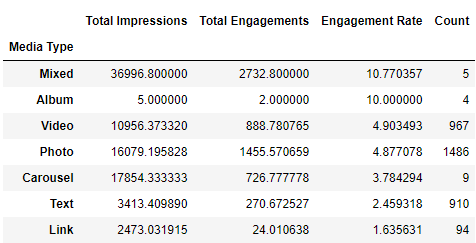 Total Impressions Total Engagements Engagement Rate Count
Media Type
Mixed 36996.800000 2732.800000 10.770357 5
Album 5.000000 2.000000 10.000000 4
Video 10956.373320 888.780765 4.903493 967
Photo 16079.195828 1455.570659 4.877078 1486
Carousel 17854.333333 726.777778 3.784294 9
Text 3413.409890 270.672527 2.459318 910
Link 2473.031915 24.010638 1.635631 94